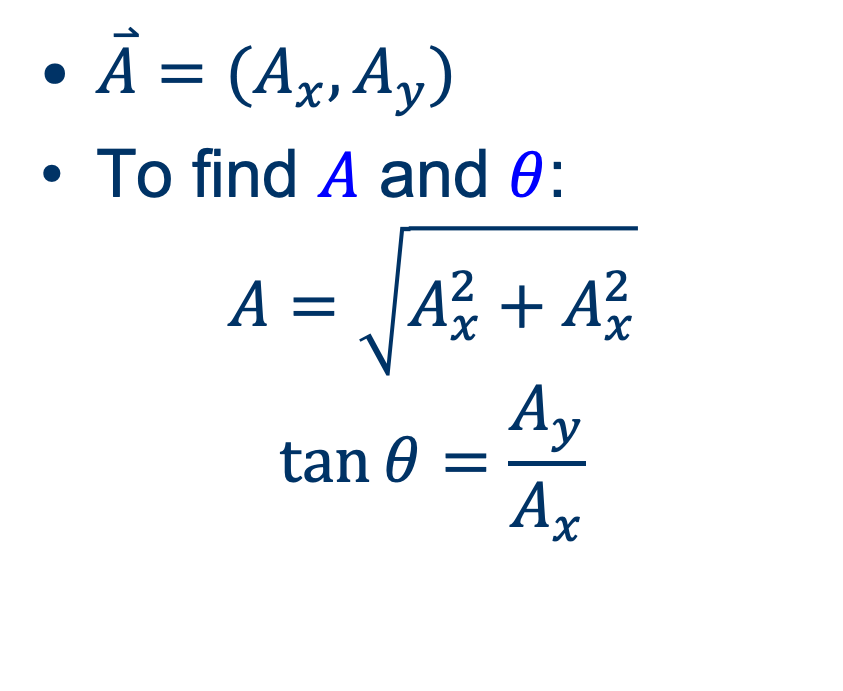 • A⃗ = (Aₓ, A_y)
• To find A and θ:
A = √(Aₓ² + Aₓ²)
tan θ = A_y / Aₓ